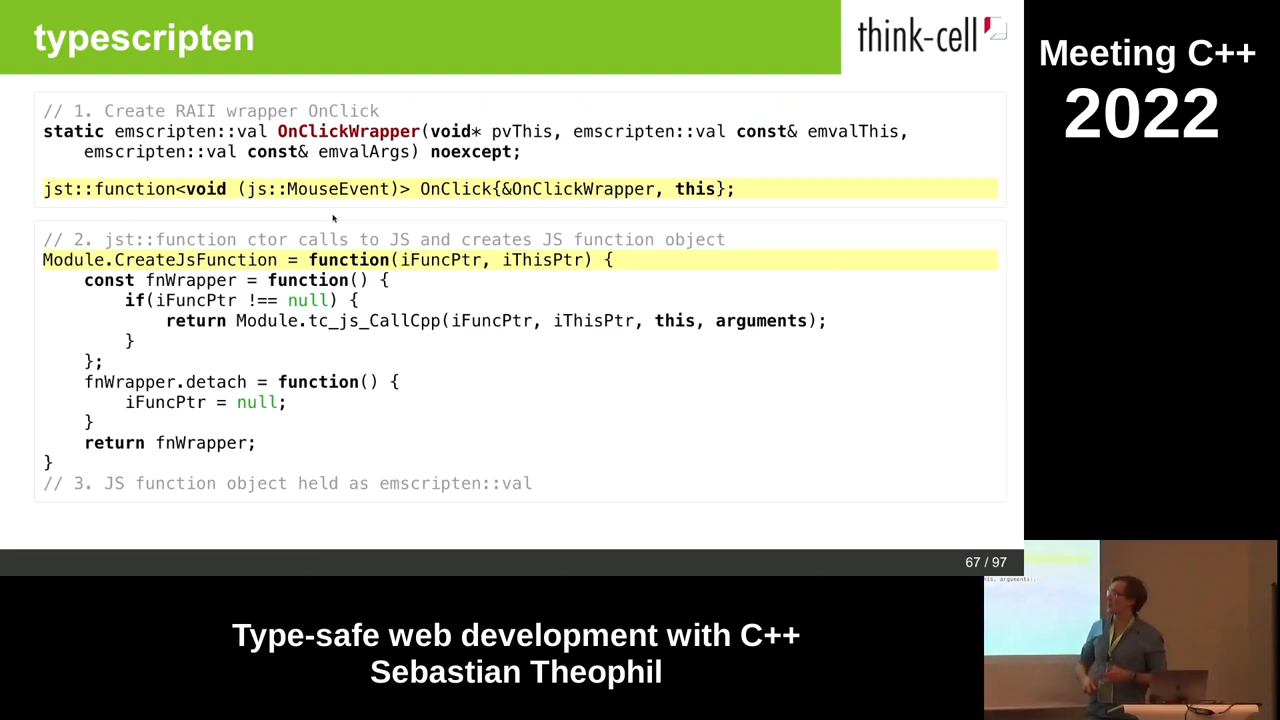 typescripten
think-cell
Meeting C++
2022
// 1. Create RAII wrapper OnClick
static emscripten::val OnClickWrapper(void* pvThis, emscripten::val const& emvalThis,
    emscripten::val const& emvalArgs) noexcept;
jst::function<void (js::MouseEvent)> OnClick{&OnClickWrapper, this};
// 2. jst::function ctor calls to JS and creates JS function object
Module.CreateJsFunction = function(iFuncPtr, iThisPtr) {
    const fnWrapper = function() {
        if(iFuncPtr !== null) {
            return Module.tc_js_CallCpp(iFuncPtr, iThisPtr, this, arguments);
        }
    };
    fnWrapper.detach = function() {
        iFuncPtr = null;
    }
    return fnWrapper;
}
// 3. JS function object held as emscripten::val
67 / 97
his, arguments);
Type-safe web development with C++
Sebastian Theophil